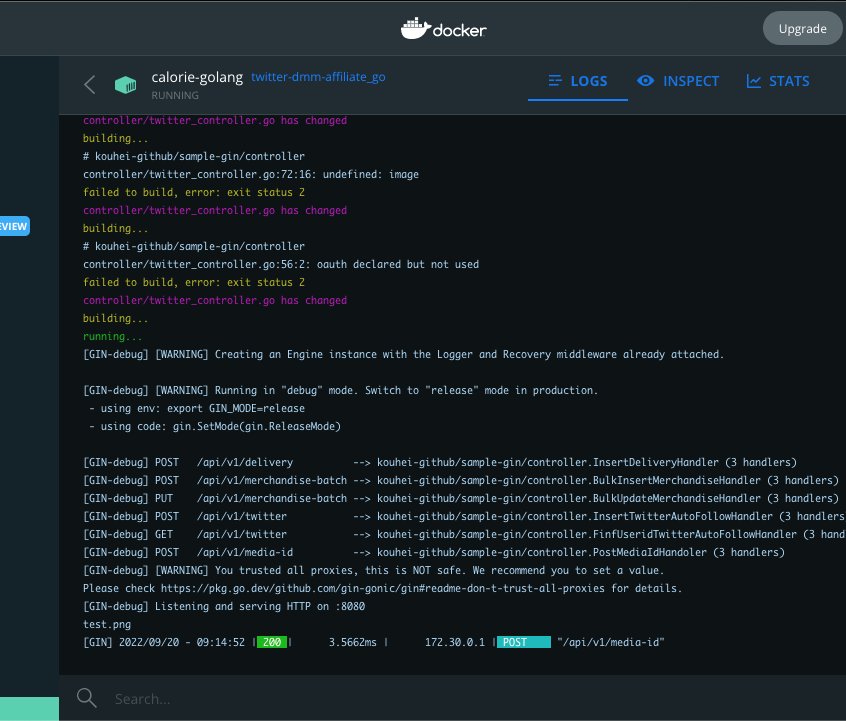 docker
Upgrade
calorie-golang twitter-dmm-affiliate_go
RUNNING
LOGS
INSPECT
STATS
EVIEW
controller/twitter_controller.go has changed
building...
# kouhei-github/sample-gin/controller
controller/twitter_controller.go:72:16: undefined: image
failed to build, error: exit status 2
controller/twitter_controller.go has changed
building...
# kouhei-github/sample-gin/controller
controller/twitter_controller.go:56:2: oauth declared but not used
failed to build, error: exit status 2
controller/twitter_controller.go has changed
building...
running...
[GIN-debug] [WARNING] Creating an Engine instance with the Logger and Recovery middleware already attached.
[GIN-debug] [WARNING] Running in "debug" mode. Switch to "release" mode in production.
- using env: export GIN_MODE=release
- using code: gin.SetMode(gin.ReleaseMode)
[GIN-debug] POST /api/v1/delivery --> kouhei-github/sample-gin/controller.InsertDeliveryHandler (3 handlers)
[GIN-debug] POST /api/v1/merchandise-batch --> kouhei-github/sample-gin/controller.BulkInsertMerchandiseHandler (3 handlers)
[GIN-debug] PUT /api/v1/merchandise-batch --> kouhei-github/sample-gin/controller.BulkUpdateMerchandiseHandler (3 handlers)
[GIN-debug] POST /api/v1/twitter --> kouhei-github/sample-gin/controller.InsertTwitterAutoFollowHandler (3 handlers
[GIN-debug] GET /api/v1/twitter --> kouhei-github/sample-gin/controller.FinfUseridTwitterAutoFollowHandler (3 hand
[GIN-debug] POST /api/v1/media-id --> kouhei-github/sample-gin/controller.PostMediaIdHandoler (3 handlers)
[GIN-debug] [WARNING] You trusted all proxies, this is NOT safe. We recommend you to set a value.
Please check https://pkg.go.dev/github.com/gin-gonic/gin#readme-don-t-trust-all-proxies for details.
[GIN-debug] Listening and serving HTTP on :8080
test.png
[GIN] 2022/09/20 - 09:14:52 | 200 | 3.5662ms | 172.30.0.1 | POST "/api/v1/media-id"
Search...